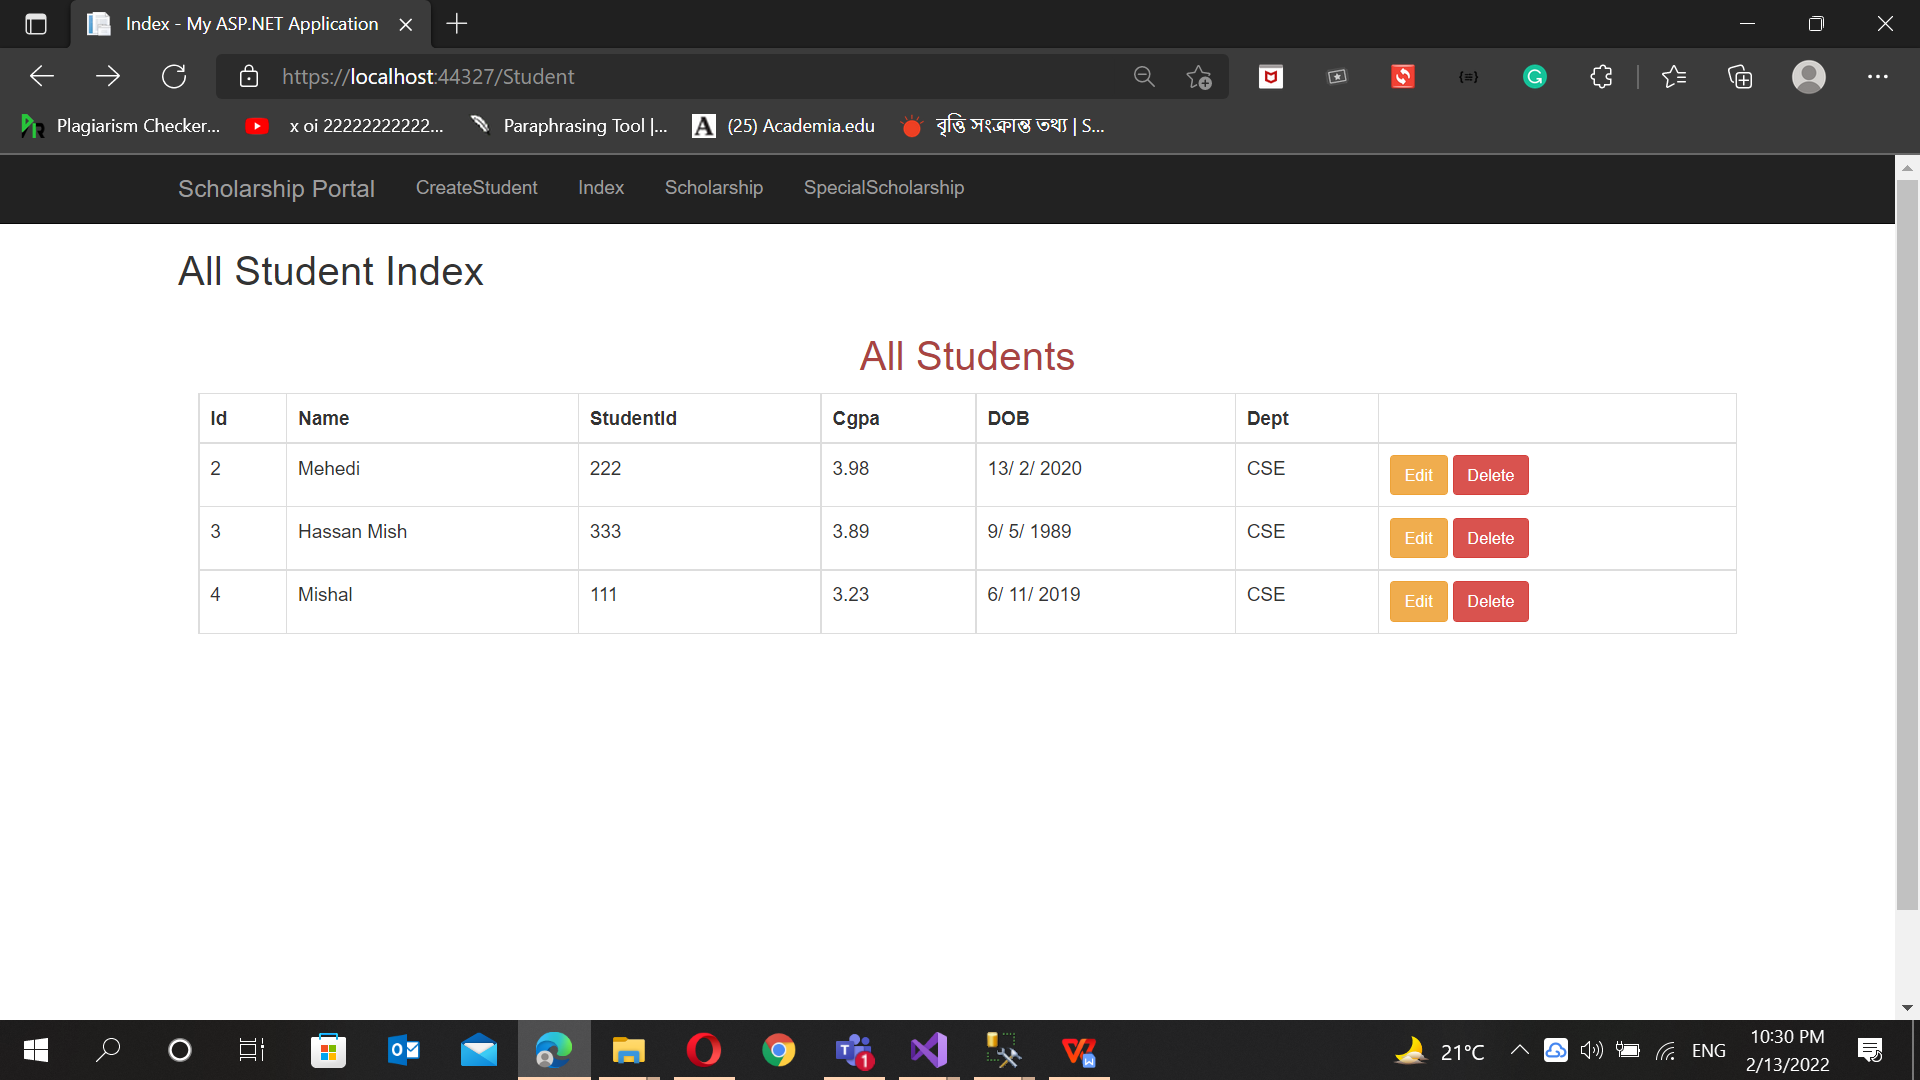 Index - My ASP.NET Application
https://localhost:44327/Student
Plagiarism Checker... x oi 22222222222... Paraphrasing Tool |... (25) Academia.edu বৃত্তি সংক্রান্ত তথ্য | S...
Scholarship Portal CreateStudent Index Scholarship SpecialScholarship
All Student Index
All Students
Id Name StudentId Cgpa DOB Dept
2 Mehedi 222 3.98 13/ 2/ 2020 CSE Edit Delete
3 Hassan Mish 333 3.89 9/ 5/ 1989 CSE Edit Delete
4 Mishal 111 3.23 6/ 11/ 2019 CSE Edit Delete
21°C ENG 10:30 PM
2/13/2022